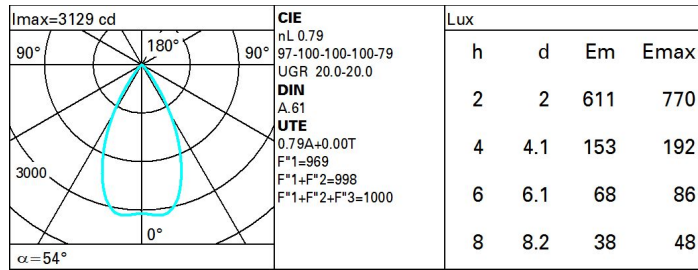 Imax=3129 cd
90° 180° 90°
3000
0°
α=54°
CIE
nL 0.79
97-100-100-100-79
UGR 20.0-20.0
DIN
A.61
UTE
0.79A+0.00T
F"1=969
F"1+F"2=998
F"1+F"2+F"3=1000
Lux
h d Em Emax
2 2 611 770
4 4.1 153 192
6 6.1 68 86
8 8.2 38 48